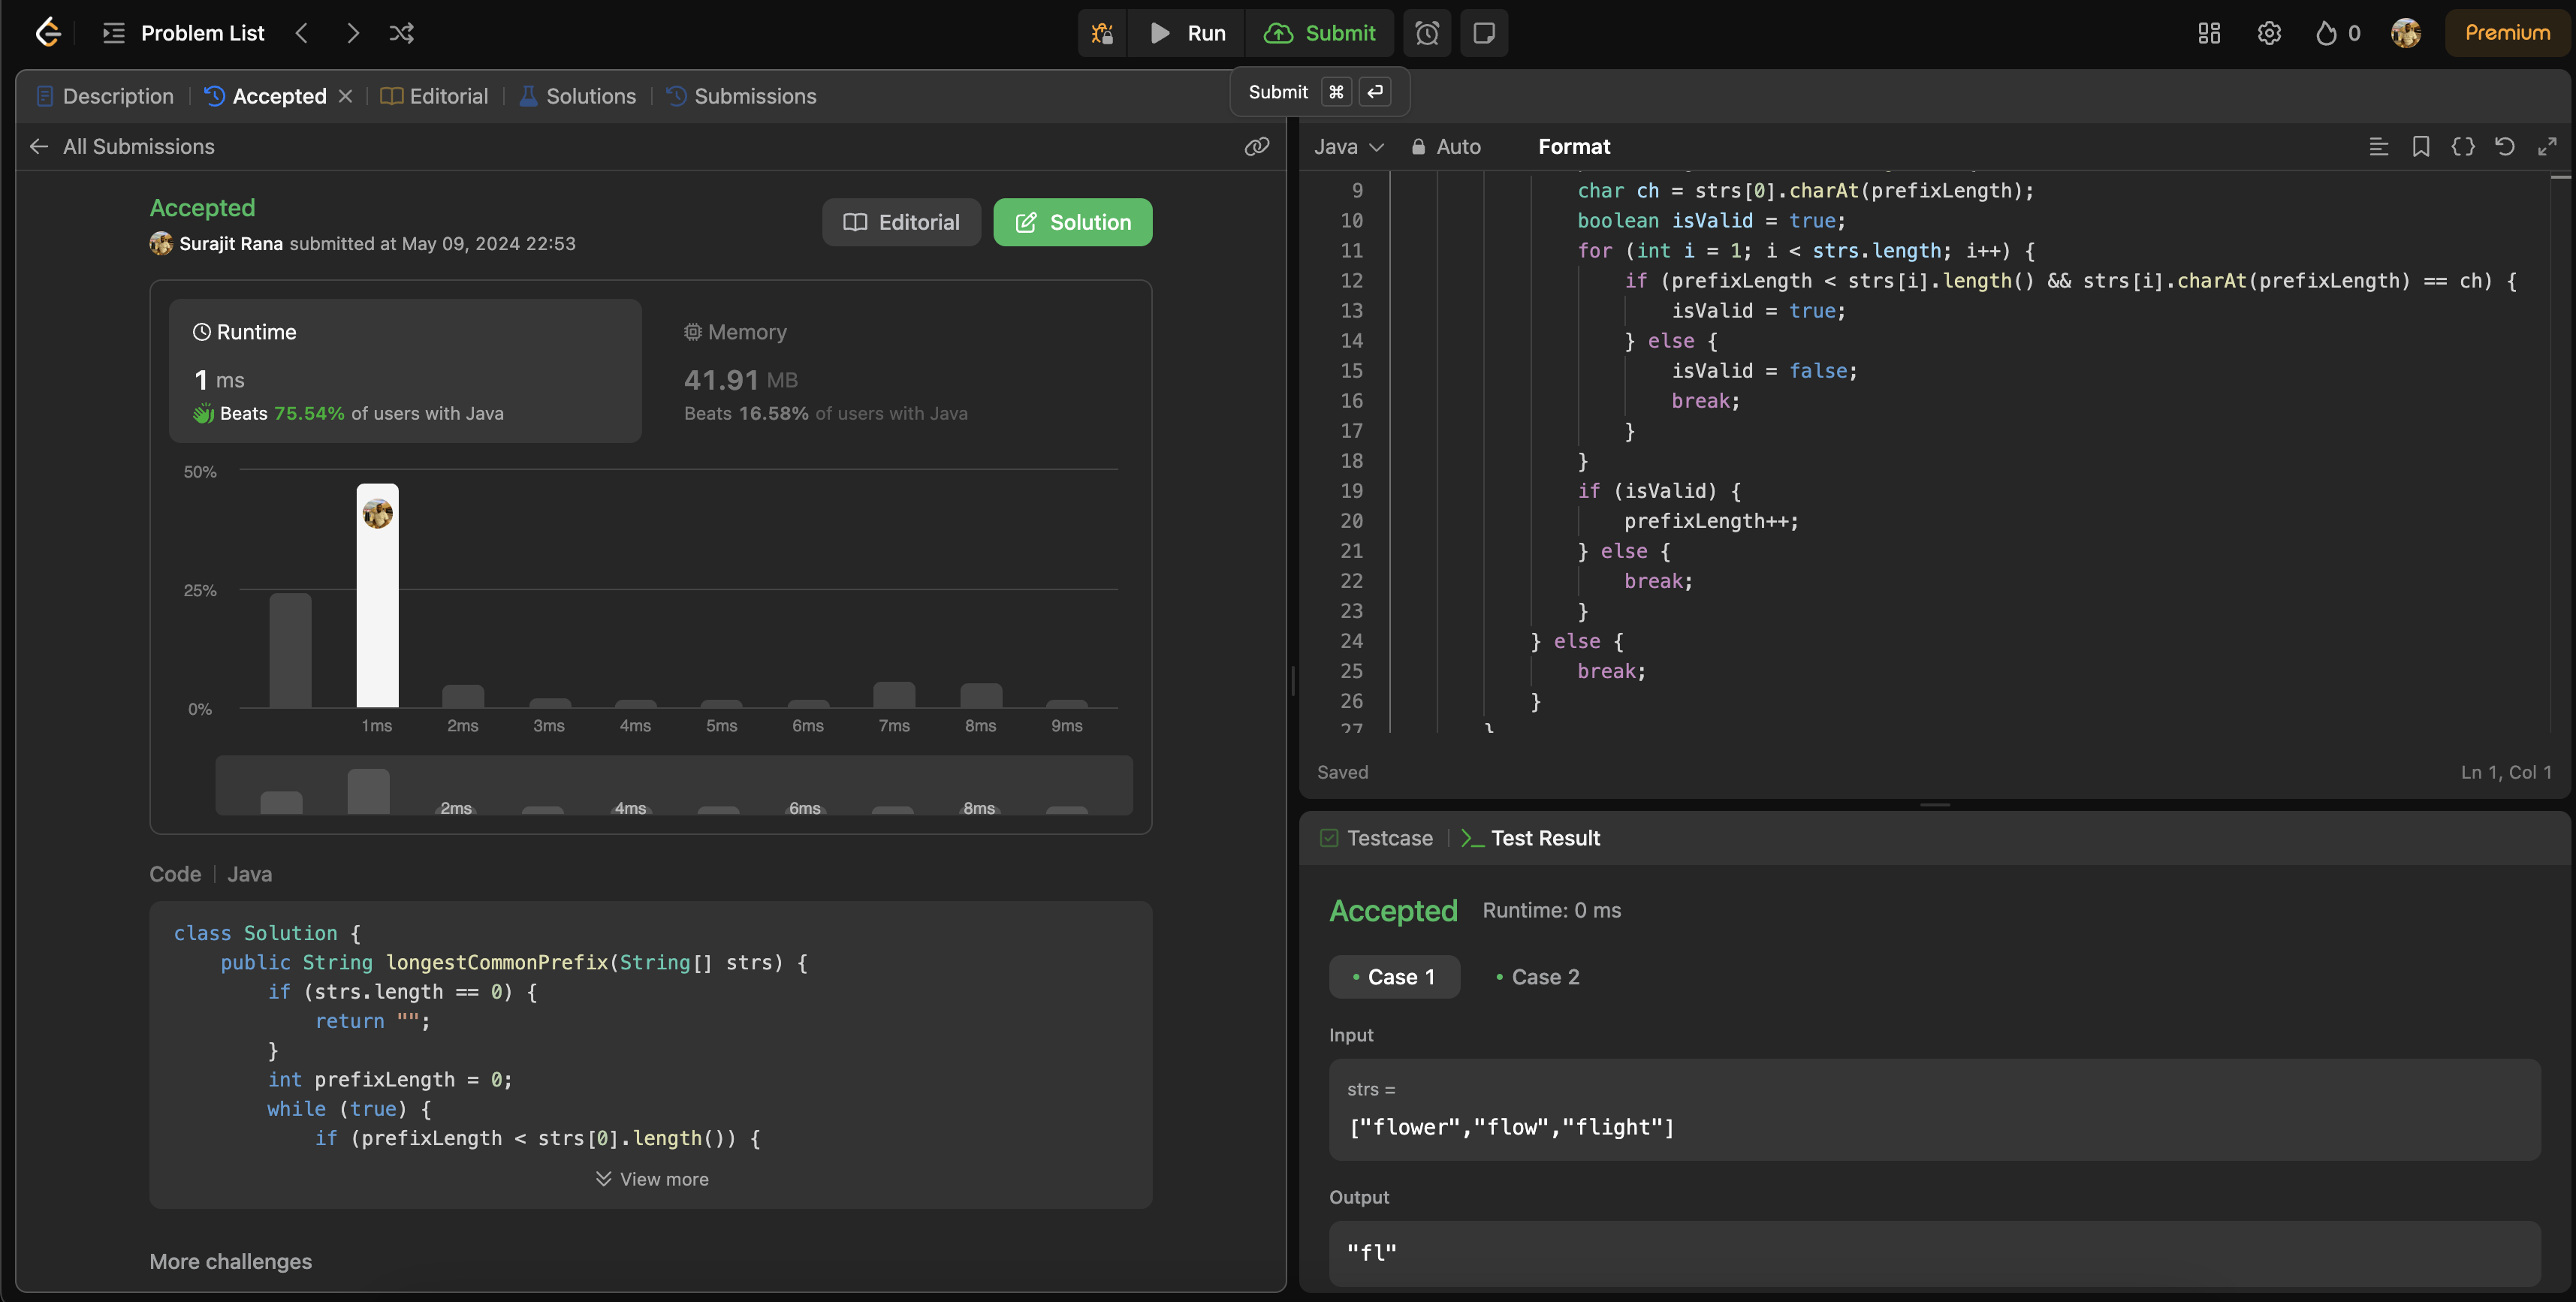 Problem List
Run
Submit
0
Premium
Description
Accepted
Editorial
Solutions
Submissions
Submit ⌘
All Submissions
Accepted
Surajit Rana submitted at May 09, 2024 22:53
Editorial
Solution
Runtime
1 ms
Beats 75.54% of users with Java
Memory
41.91 MB
Beats 16.58% of users with Java
50%
25%
0%
1ms 2ms 3ms 4ms 5ms 6ms 7ms 8ms 9ms
2ms 4ms 6ms 8ms
Code | Java
class Solution {
public String longestCommonPrefix(String[] strs) {
if (strs.length == 0) {
return "";
}
int prefixLength = 0;
while (true) {
if (prefixLength < strs[0].length()) {
View more
More challenges
Java
Auto
Format
9 char ch = strs[0].charAt(prefixLength);
10 boolean isValid = true;
11 for (int i = 1; i < strs.length; i++) {
12 if (prefixLength < strs[i].length() && strs[i].charAt(prefixLength) == ch) {
13 isValid = true;
14 } else {
15 isValid = false;
16 break;
17 }
18 }
19 if (isValid) {
20 prefixLength++;
21 } else {
22 break;
23 }
24 } else {
25 break;
26 }
27 }
Saved
Ln 1, Col 1
Testcase
Test Result
Accepted Runtime: 0 ms
Case 1
Case 2
Input
strs =
["flower","flow","flight"]
Output
"fl"